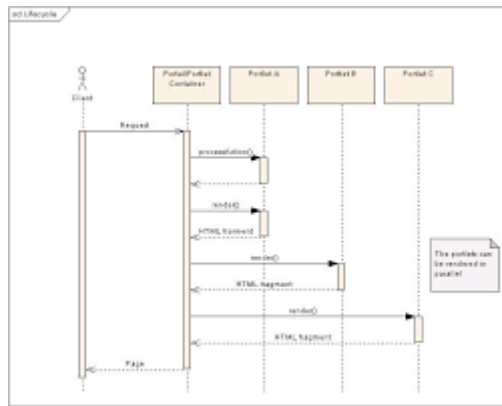 sd Lifecycle
Client
Portal/Portlet
Container
Portlet A
Portlet B
Portlet C
Request
processAction()
render()
HTML fragment
render()
HTML fragment
render()
HTML fragment
Page
The portlets can
be rendered in
parallel